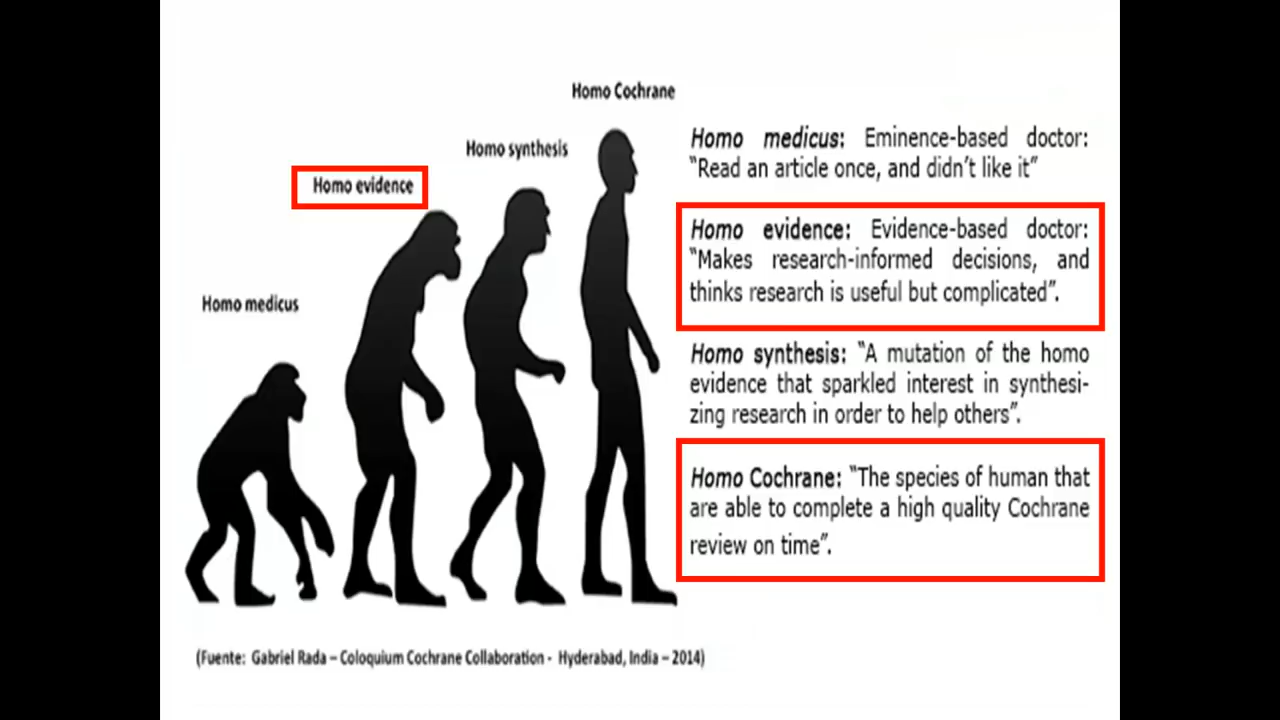 Homo Cochrane
Homo synthesis
Homo evidence
Homo medicus
Homo medicus: Eminence-based doctor:
“Read an article once, and didn’t like it”
Homo evidence: Evidence-based doctor:
“Makes research-informed decisions, and
thinks research is useful but complicated”.
Homo synthesis: “A mutation of the homo
evidence that sparkled interest in synthesi-
zing research in order to help others”.
Homo Cochrane: “The species of human that
are able to complete a high quality Cochrane
review on time”.
(Fuente: Gabriel Rada – Coloquium Cochrane Collaboration - Hyderabad, India – 2014)